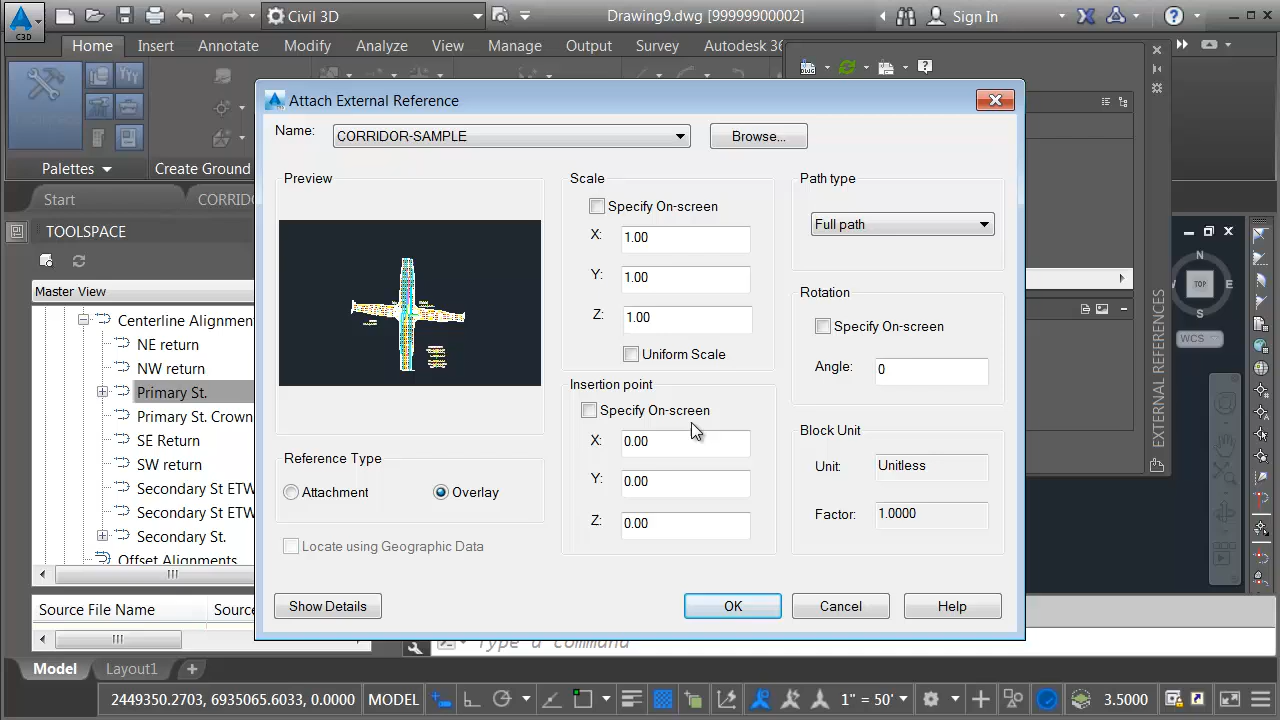 C3D
Civil 3D
Drawing9.dwg [99999900002]
Sign In
Home Insert Annotate Modify Analyze View Manage Output Survey Autodesk 36
Palettes
Create Ground
Start
CORRIDO
TOOLSPACE
Master View
Centerline Alignmen
NE return
NW return
Primary St.
Primary St. Crown
SE Return
SW return
Secondary St ETW
Secondary St ETW
Secondary St.
Offset Alignments
Source File Name
Sourc
Attach External Reference
Name:
CORRIDOR-SAMPLE
Browse...
Preview
Reference Type
Attachment
Overlay
Locate using Geographic Data
Show Details
Scale
Specify On-screen
X: 1.00
Y: 1.00
Z: 1.00
Uniform Scale
Insertion point
Specify On-screen
X: 0.00
Y: 0.00
Z: 0.00
Path type
Full path
Rotation
Specify On-screen
Angle: 0
Block Unit
Unit: Unitless
Factor: 1.0000
OK
Cancel
Help
EXTERNAL REFERENCES
N
W
TOP
E
S
WCS
Type a command
Model
Layout1
2449350.2703, 6935065.6033, 0.0000
MODEL
1" = 50'
3.5000